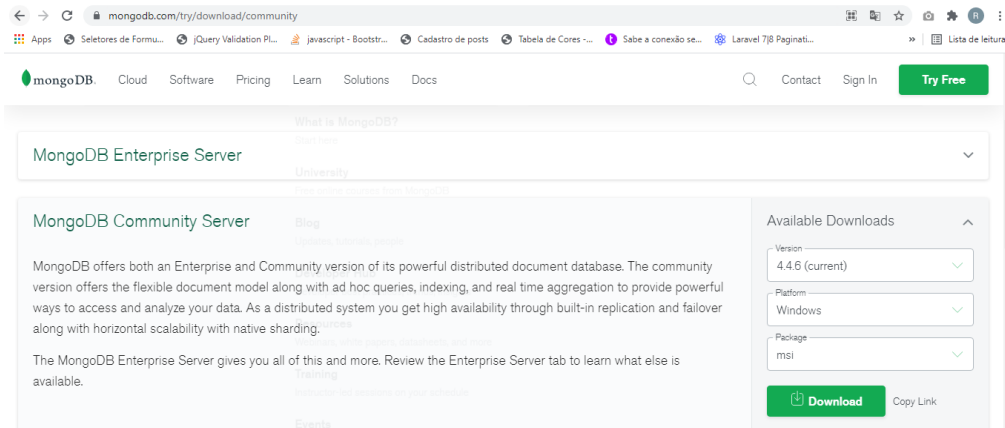 mongodb.com/try/download/community
Apps
Seletores de Formu...
jQuery Validation Pl...
javascript - Bootstr...
Cadastro de posts
Tabela de Cores -...
Sabe a conexão se...
Laravel 7|8 Paginati...
»
Lista de leitura
R
mongoDB.
Cloud
Software
Pricing
Learn
Solutions
Docs
Contact
Sign In
Try Free
What is MongoDB?
Start here
MongoDB Enterprise Server
University
Free online courses from MongoDB
MongoDB Community Server
Blog
MongoDB offers both an Enterprise and Community version of its powerful distributed document database. The community
version offers the flexible document model along with ad hoc queries, indexing, and real time aggregation to provide powerful
ways to access and analyze your data. As a distributed system you get high availability through built-in replication and failover
along with horizontal scalability with native sharding.
Resources
The MongoDB Enterprise Server gives you all of this and more. Review the Enterprise Server tab to learn what else is
available.
Training
Events
Available Downloads
Version
4.4.6 (current)
Platform
Windows
Package
msi
Download
Copy Link